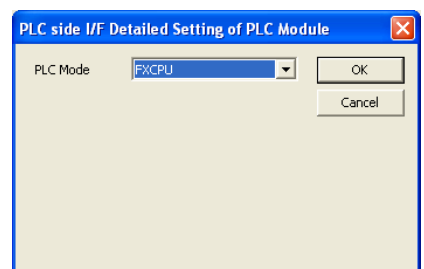 PLC side I/F Detailed Setting of PLC Module
PLC Mode FXCPU OK
Cancel